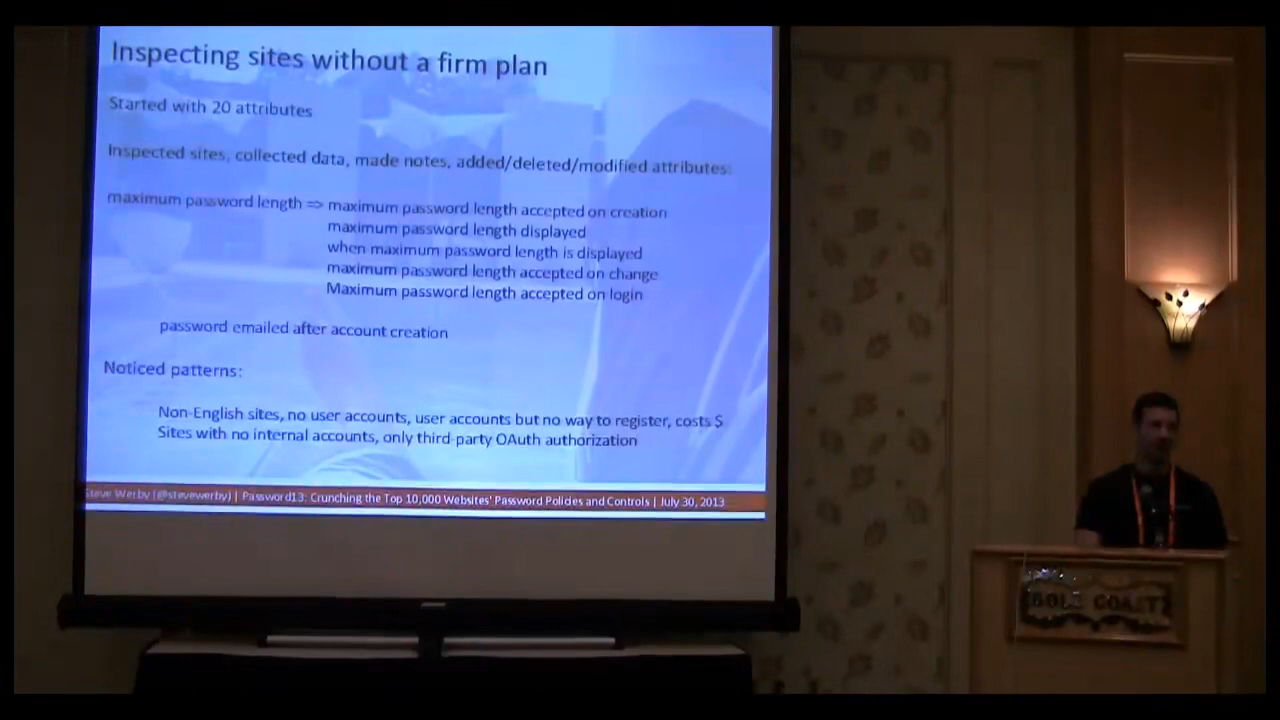 Inspecting sites without a firm plan
Started with 20 attributes
Inspected sites, collected data, made notes, added/deleted/modified attributes:
maximum password length => maximum password length accepted on creation
maximum password length displayed
when maximum password length is displayed
maximum password length accepted on change
Maximum password length accepted on login
password emailed after account creation
Noticed patterns:
Non-English sites, no user accounts, user accounts but no way to register, costs $
Sites with no internal accounts, only third-party OAuth authorization
Steve Werby (@stevewerby) | Password13: Crunching the Top 10,000 Websites' Password Policies and Controls | July 30, 2013
GOLD COAST